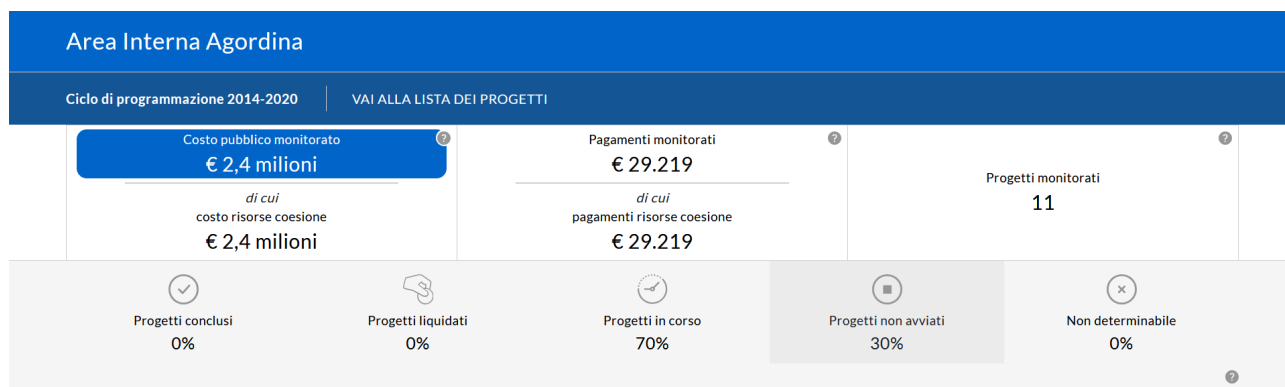 Area Interna Agordina
Ciclo di programmazione 2014-2020
VAI ALLA LISTA DEI PROGETTI
Costo pubblico monitorato
?
€ 2,4 milioni
di cui
costo risorse coesione
€ 2,4 milioni
Pagamenti monitorati
?
€ 29.219
di cui
pagamenti risorse coesione
€ 29.219
?
Progetti monitorati
11
Progetti conclusi
0%
Progetti liquidati
0%
Progetti in corso
70%
Progetti non avviati
30%
Non determinabile
0%
?